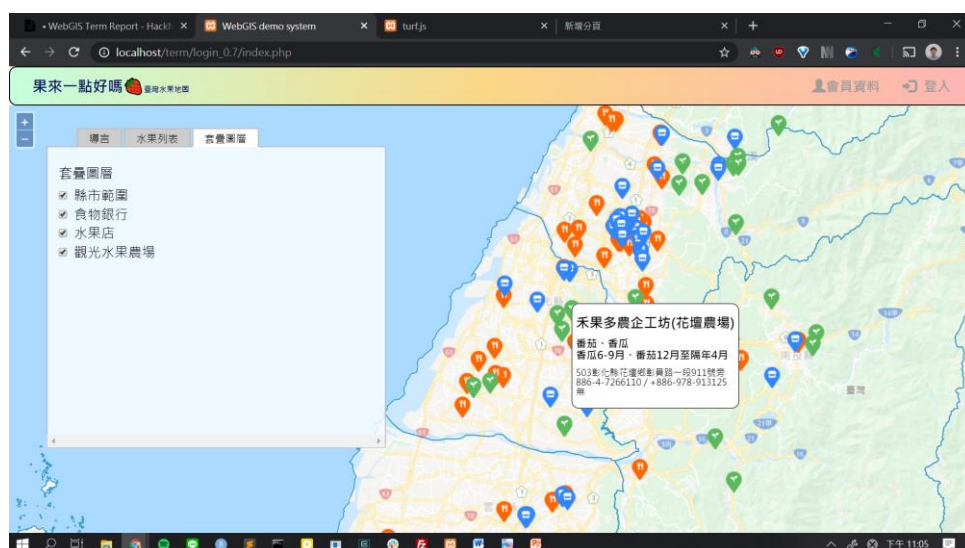 WebGIS Term Report - Hack
WebGIS demo system
turf.js
新增分頁
localhost/term/login_0.7/index.php
果來一點好嗎
臺灣水果地圖
會員資料
登入
導言
水果列表
套疊圖層
套疊圖層
縣市範圍
食物銀行
水果店
觀光水果農場
禾果多農企工坊(花壇農場)
番茄、香瓜
香瓜6-9月、番茄12月至隔年4月
503彰化縣花壇鄉彰員路一段911號旁
886-4-7266110 / +886-978-913125
無
臺灣
下午 11:05